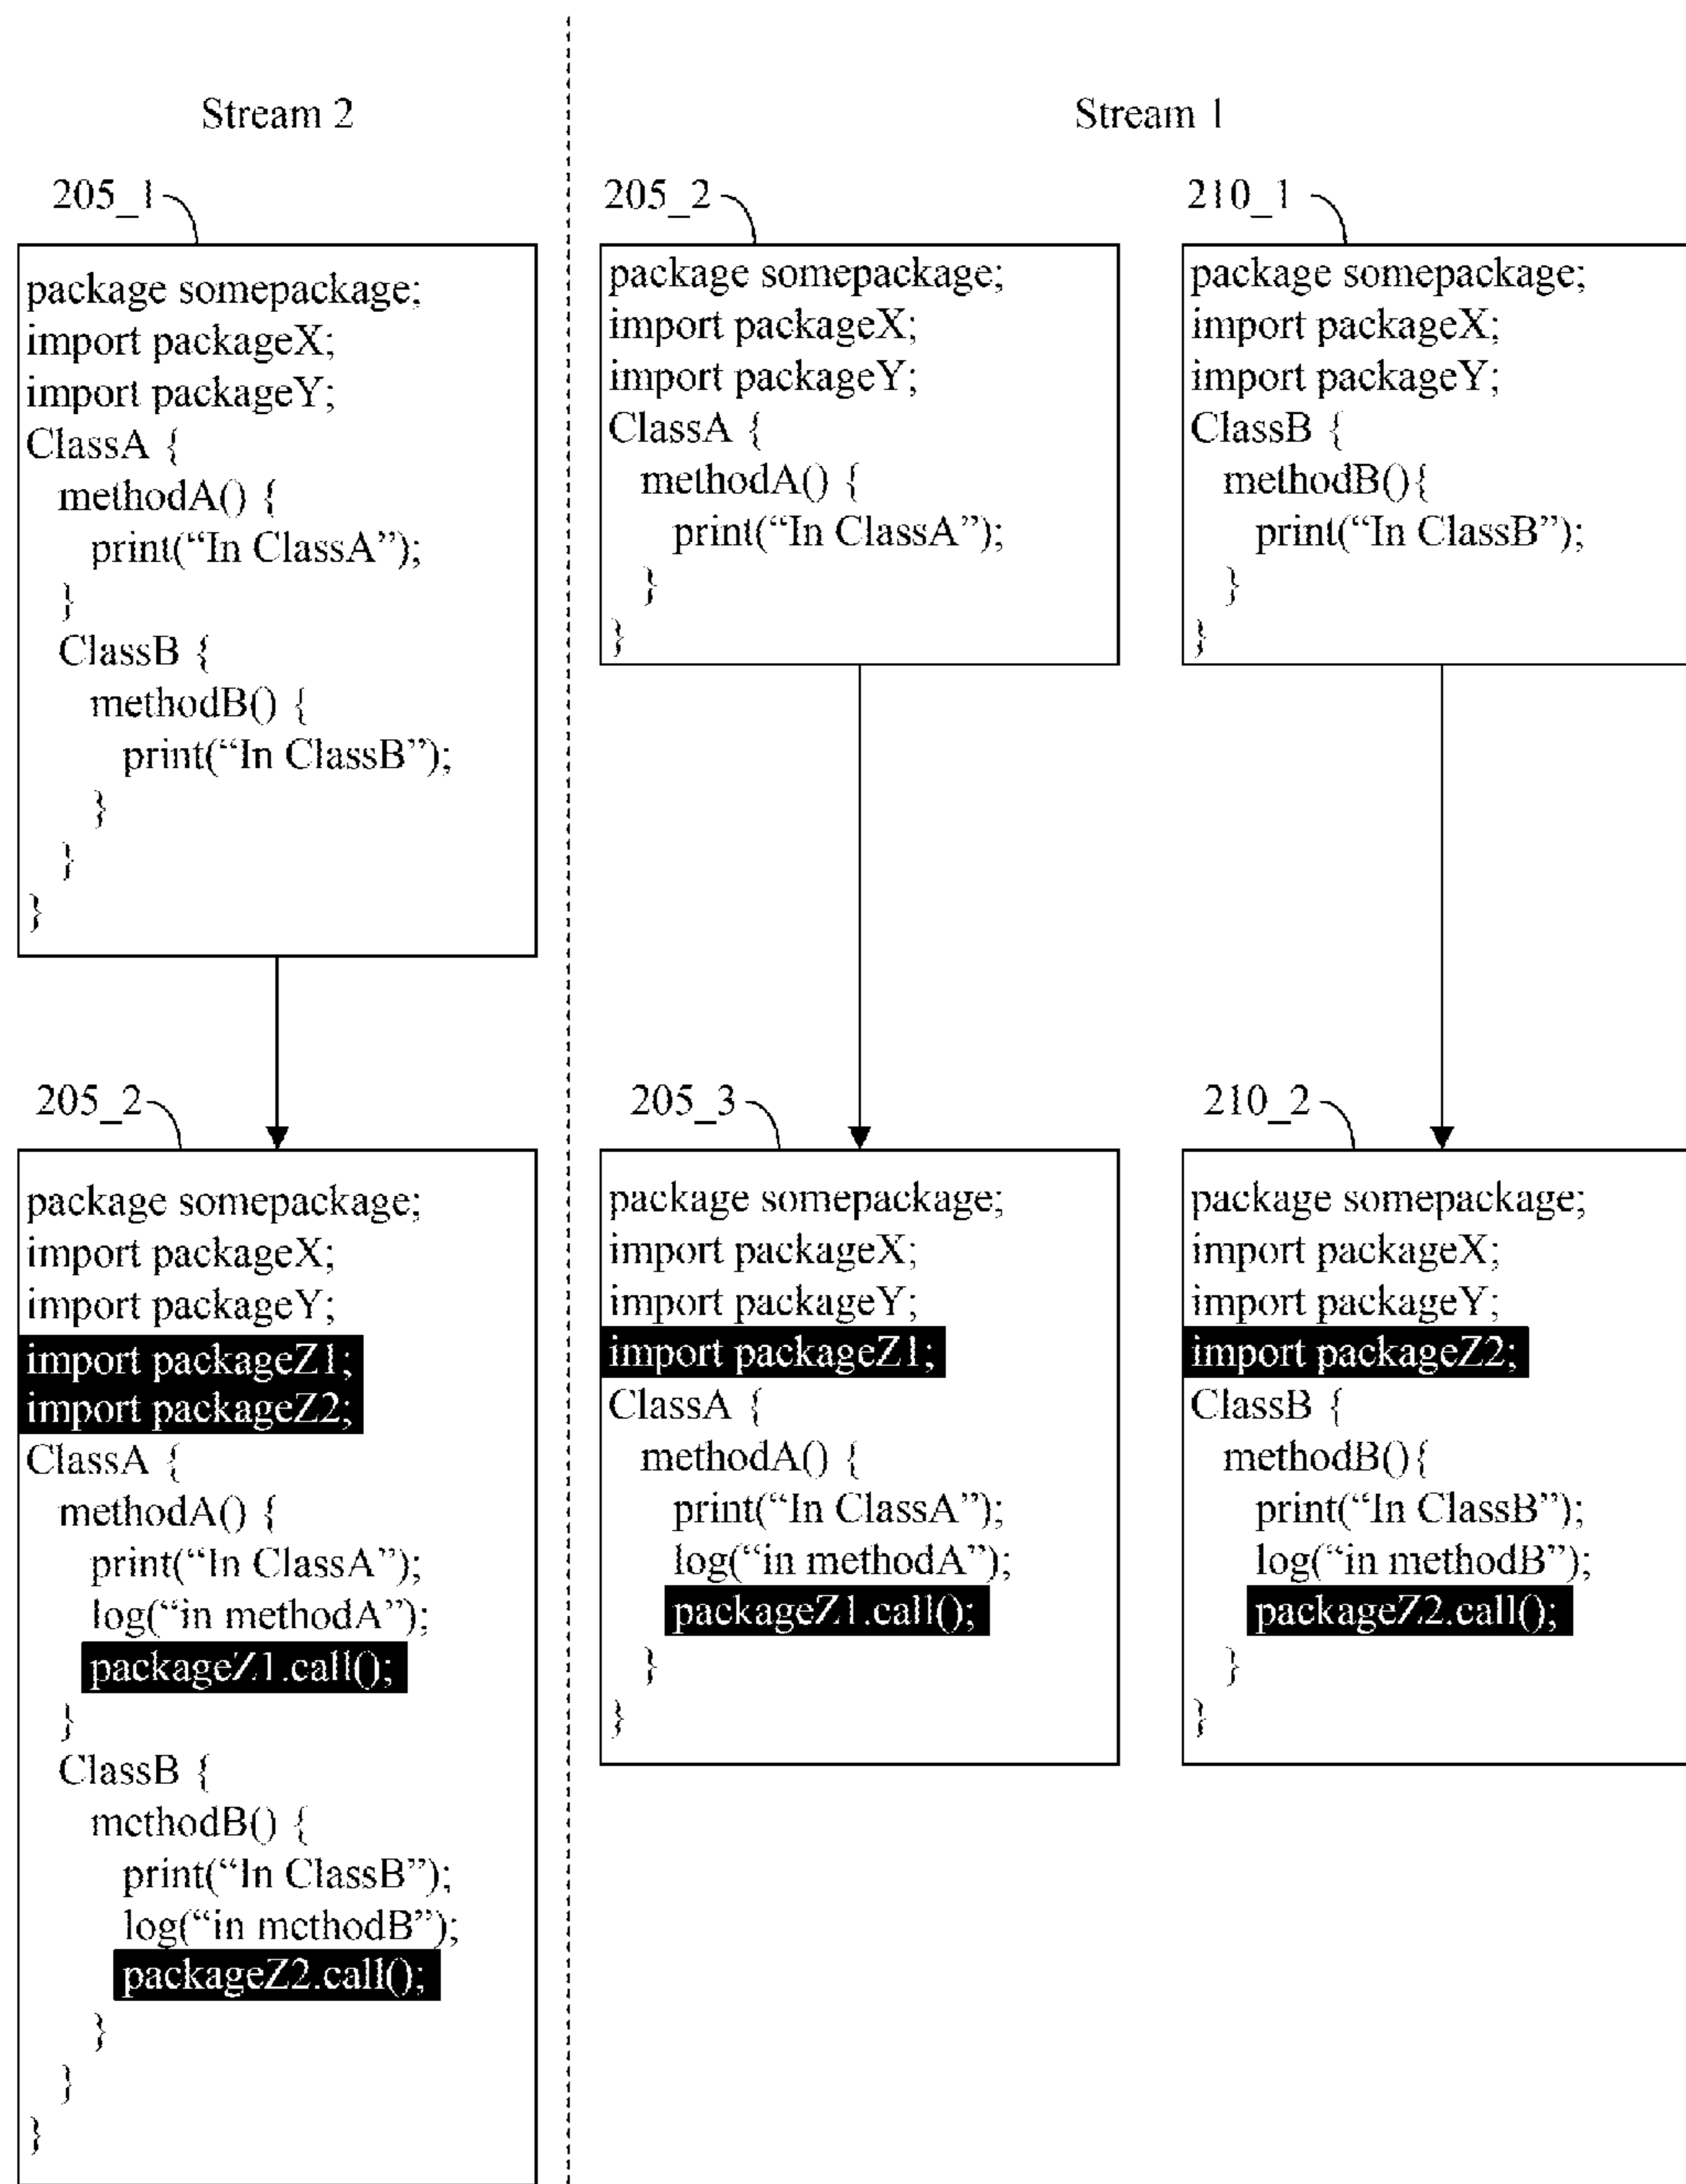 Stream 2
Stream 1
205_1
package somepackage;
import packageX;
import packageY;
ClassA {
methodA() {
print(“In ClassA”);
}
ClassB {
methodB() {
print(“In ClassB”);
}
}
}
205_2
package somepackage;
import packageX;
import packageY;
ClassA {
methodA() {
print(“In ClassA”);
}
}
210_1
package somepackage;
import packageX;
import packageY;
ClassB {
methodB(){
print(“In ClassB”);
}
}
205_2
package somepackage;
import packageX;
import packageY;
import packageZ1;
import packageZ2;
ClassA {
methodA() {
print(“In ClassA”);
log(“in methodA”);
packageZ1.call();
}
ClassB {
methodB() {
print(“In ClassB”);
log(“in methodB”);
packageZ2.call();
}
}
}
205_3
package somepackage;
import packageX;
import packageY;
import packageZ1;
ClassA {
methodA() {
print(“In ClassA”);
log(“in methodA”);
packageZ1.call();
}
}
210_2
package somepackage;
import packageX;
import packageY;
import packageZ2;
ClassB {
methodB(){
print(“In ClassB”);
log(“in methodB”);
packageZ2.call();
}
}